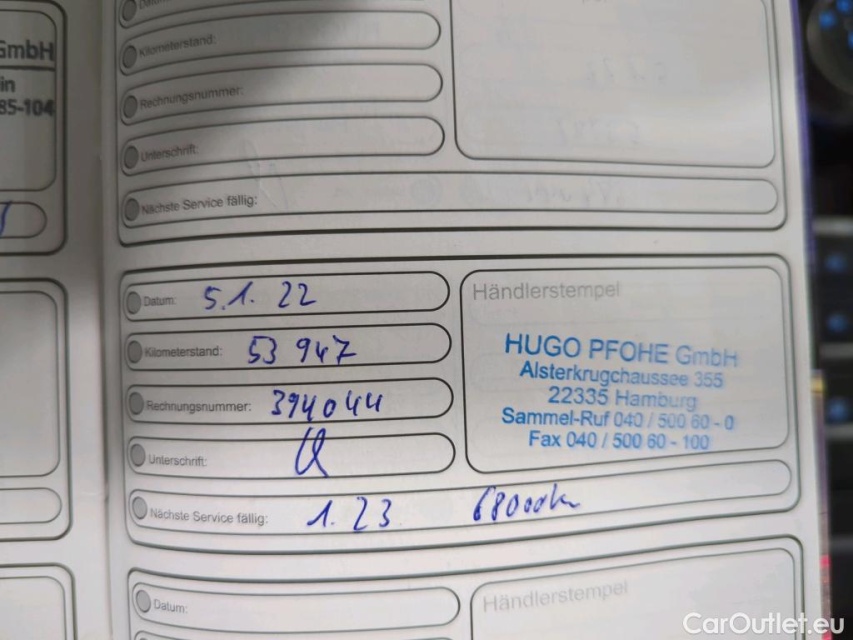 GmbH
in
85-104
Kilometerstand:
Rechnungsnummer:
Unterschrift:
Nächste Service fällig:
Datum: 5.1.22
Kilometerstand: 53 947
Rechnungsnummer: 394044
Unterschrift:
Nächste Service fällig: 1.23 68000km
Händlerstempel
HUGO PFOHE GmbH
Alsterkrugchaussee 355
22335 Hamburg
Sammel-Ruf 040 / 500 60 - 0
Fax 040 / 500 60 - 100
Datum:
Händlerstempel
CarOutlet.eu